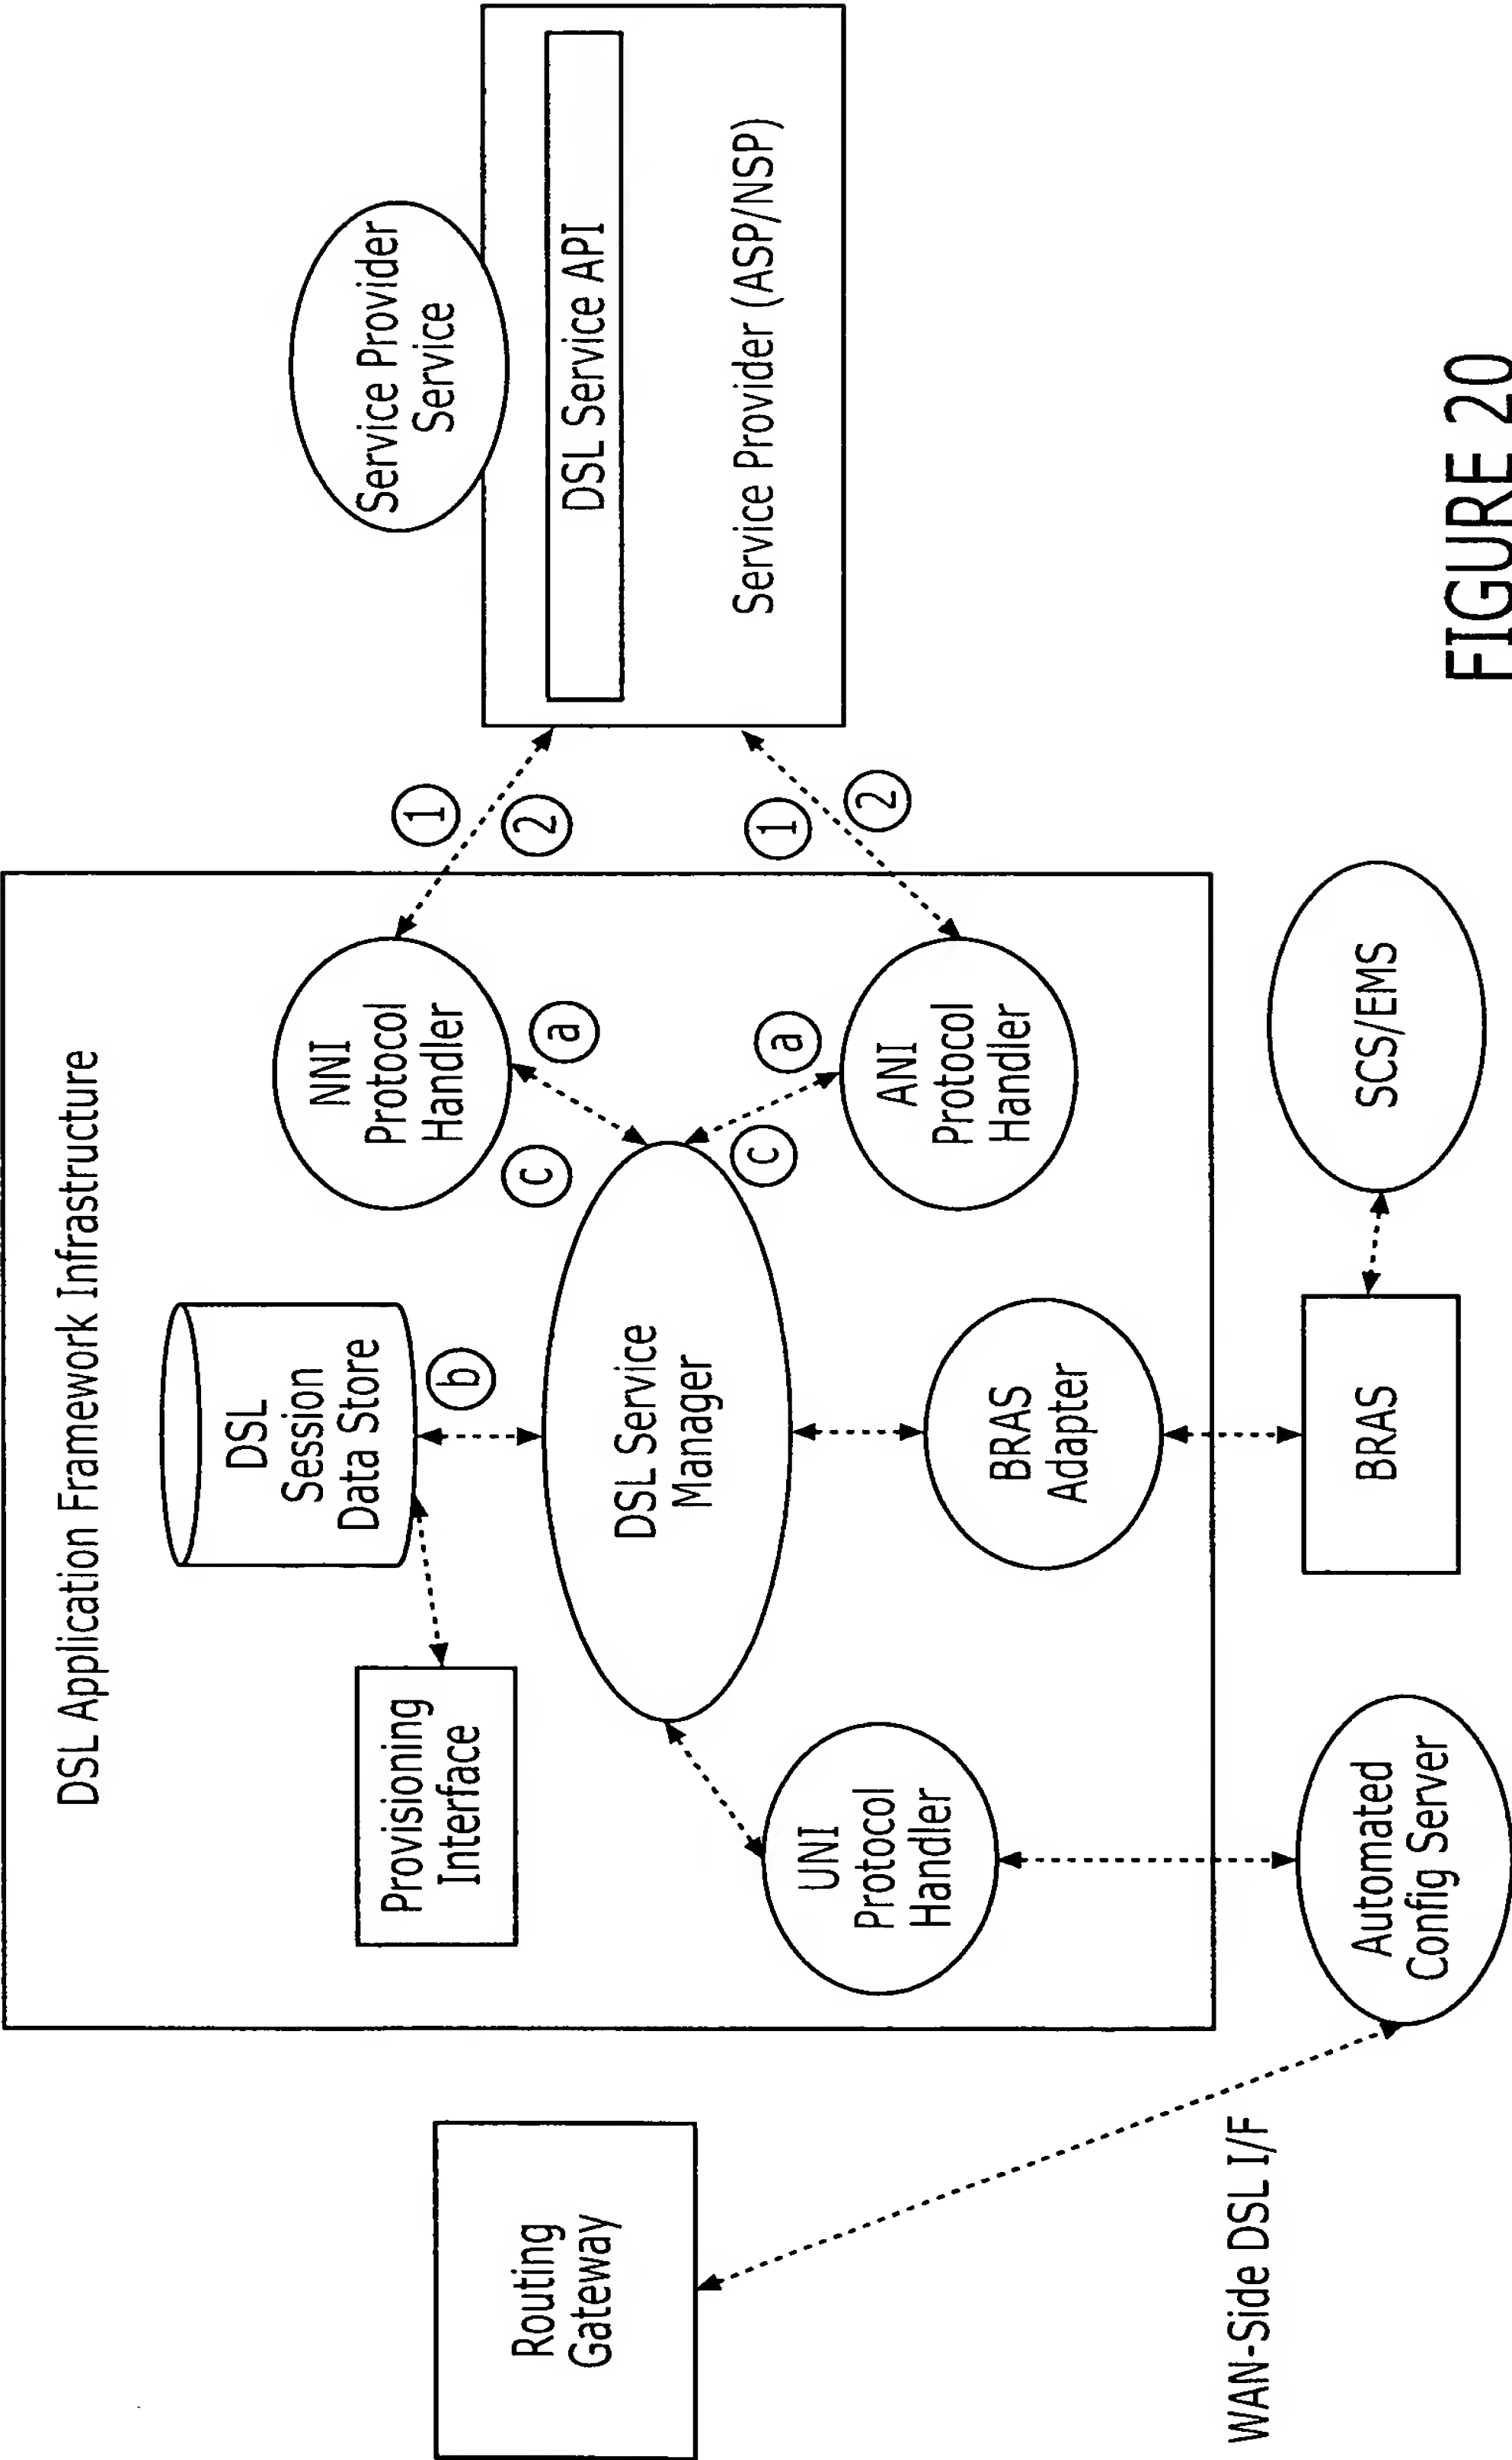 DSL Application Framework Infrastructure
Routing
Gateway
Provisioning
Interface
DSL
Session
Data Store
b
DSL Service
Manager
UNI
Protocol
Handler
BRAS
Adapter
NNI
Protocol
Handler
a
c
a
c
ANI
Protocol
Handler
1
2
1
2
Service Provider
Service
DSL Service API
Service Provider (ASP/NSP)
WAN-Side DSL I/F
Automated
Config Server
BRAS
SCS/EMS
FIGURE 20